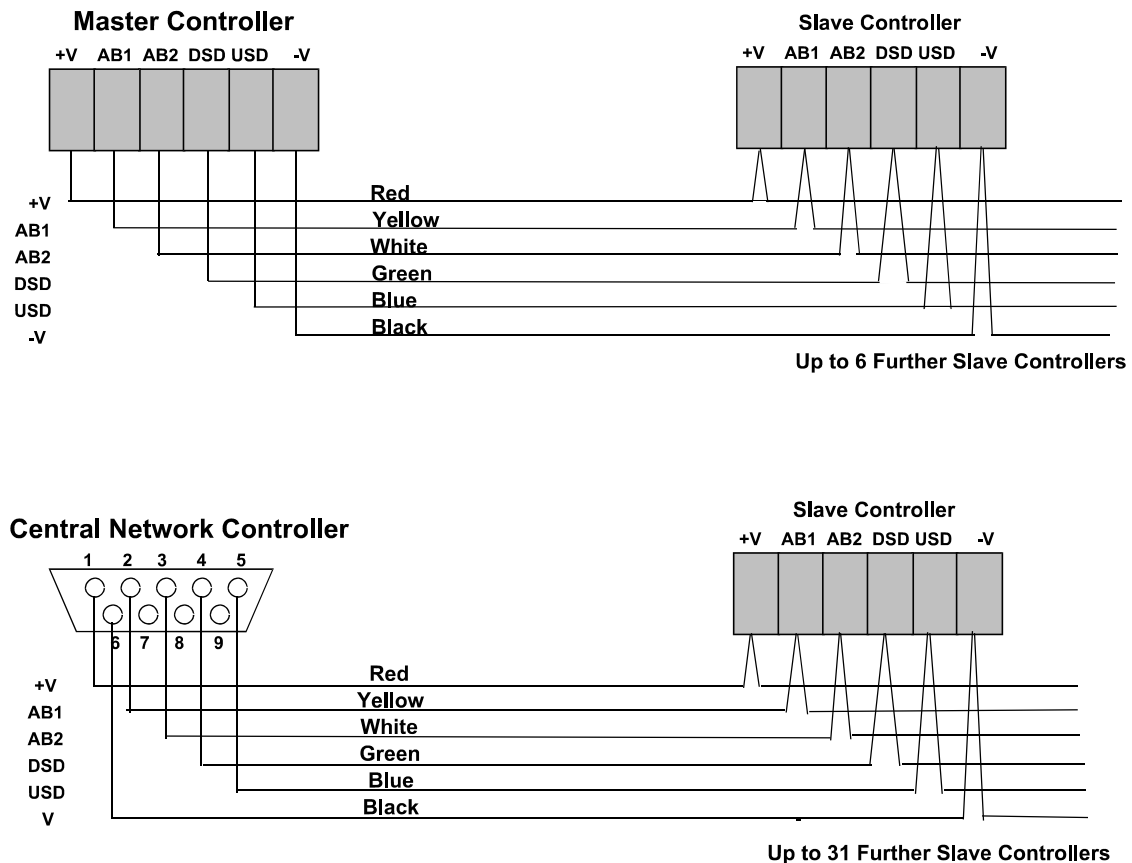 Master Controller
Slave Controller
+V AB1 AB2 DSD USD -V
+V AB1 AB2 DSD USD -V
+V
AB1
AB2
DSD
USD
-V
Red
Yellow
White
Green
Blue
Black
Up to 6 Further Slave Controllers
Central Network Controller
Slave Controller
1 2 3 4 5
6 7 8 9
+V AB1 AB2 DSD USD -V
+V
AB1
AB2
DSD
USD
V
Red
Yellow
White
Green
Blue
Black
Up to 31 Further Slave Controllers